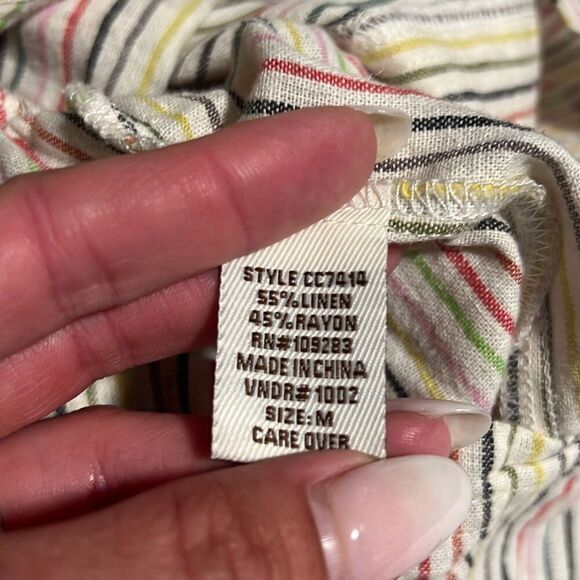 STYLE CC7414
55%LINEN
45%RAYON
RN#109283
MADE IN CHINA
VNDR# 1002
SIZE: M
CARE OVER